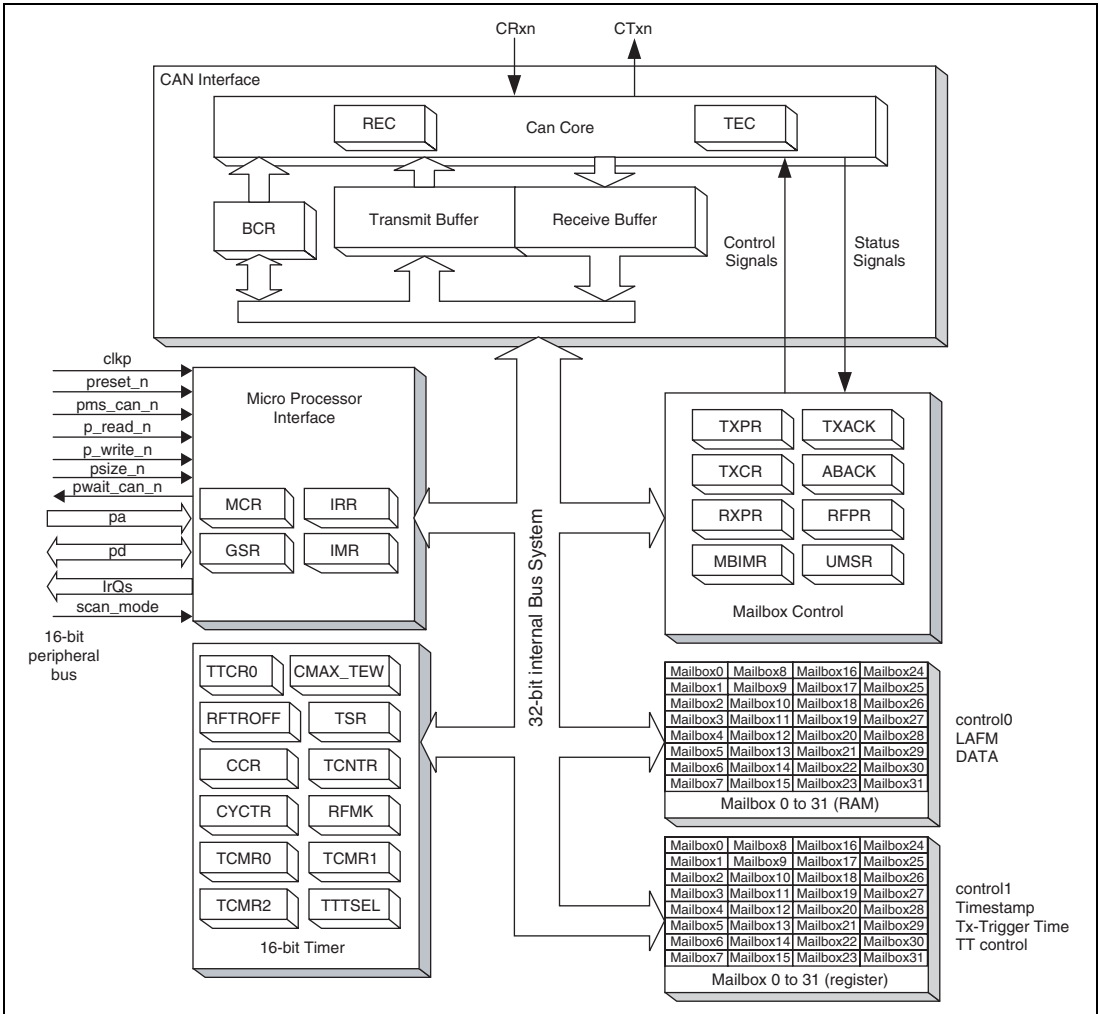 CRxn
CTxn
CAN Interface
REC
Can Core
TEC
BCR
Transmit Buffer
Receive Buffer
Control
Signals
Status
Signals
clkp
preset_n
pms_can_n
p_read_n
p_write_n
psize_n
pwait_can_n
pa
pd
IrQs
scan_mode
16-bit
peripheral
bus
Micro Processor
Interface
MCR
IRR
GSR
IMR
32-bit internal Bus System
TXPR
TXACK
TXCR
ABACK
RXPR
RFPR
MBIMR
UMSR
Mailbox Control
TTCR0
CMAX_TEW
RFTROFF
TSR
CCR
TCNTR
CYCTR
RFMK
TCMR0
TCMR1
TCMR2
TTTSEL
16-bit Timer
Mailbox0 Mailbox8 Mailbox16 Mailbox24
Mailbox1 Mailbox9 Mailbox17 Mailbox25
Mailbox2 Mailbox10 Mailbox18 Mailbox26
Mailbox3 Mailbox11 Mailbox19 Mailbox27
Mailbox4 Mailbox12 Mailbox20 Mailbox28
Mailbox5 Mailbox13 Mailbox21 Mailbox29
Mailbox6 Mailbox14 Mailbox22 Mailbox30
Mailbox7 Mailbox15 Mailbox23 Mailbox31
Mailbox 0 to 31 (RAM)
control0
LAFM
DATA
Mailbox0 Mailbox8 Mailbox16 Mailbox24
Mailbox1 Mailbox9 Mailbox17 Mailbox25
Mailbox2 Mailbox10 Mailbox18 Mailbox26
Mailbox3 Mailbox11 Mailbox19 Mailbox27
Mailbox4 Mailbox12 Mailbox20 Mailbox28
Mailbox5 Mailbox13 Mailbox21 Mailbox29
Mailbox6 Mailbox14 Mailbox22 Mailbox30
Mailbox7 Mailbox15 Mailbox23 Mailbox31
Mailbox 0 to 31 (register)
control1
Timestamp
Tx-Trigger Time
TT control